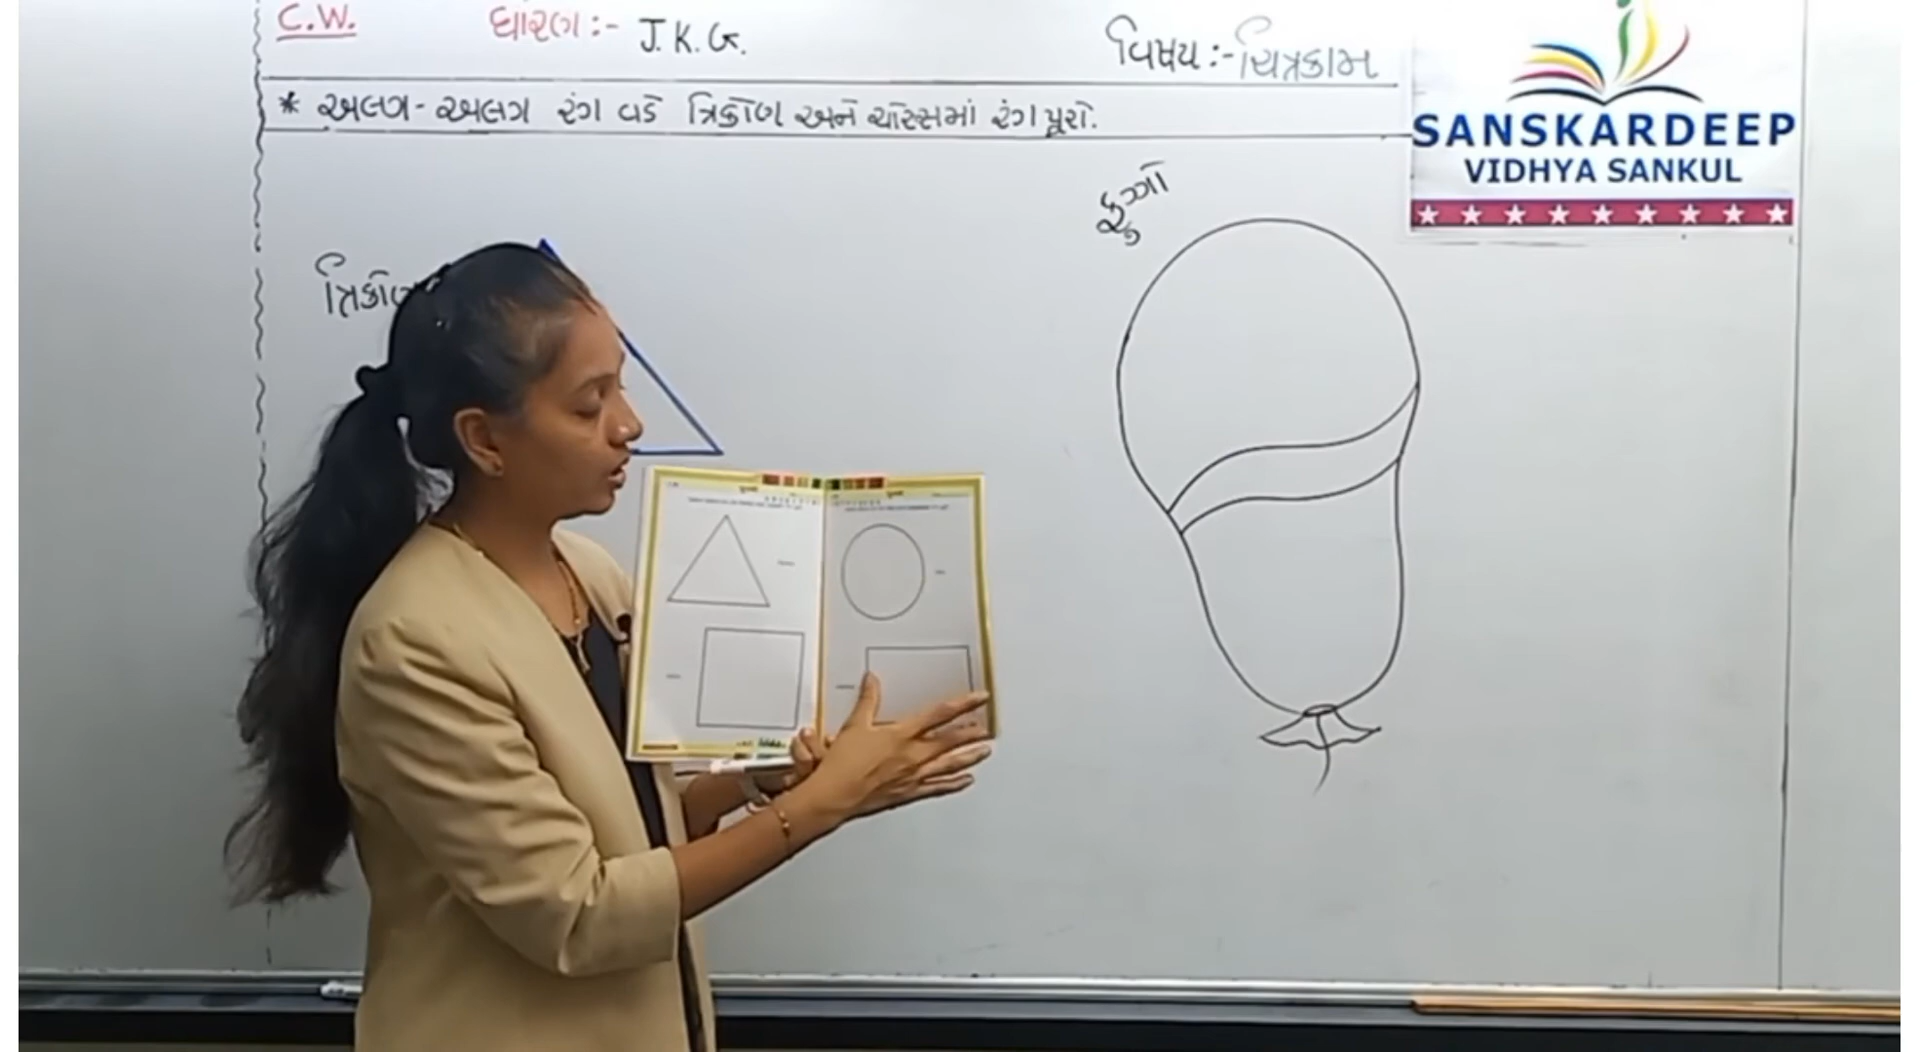 C.W. ધોરણ :- J.K.G. વિષય :- ચિત્રકામ
* અલગ - અલગ રંગ વડે ત્રિકોણ અને ચોરસમાં રંગ પૂરો.
SANSKARDEEP
VIDHYA SANKUL
ફુગ્ગો